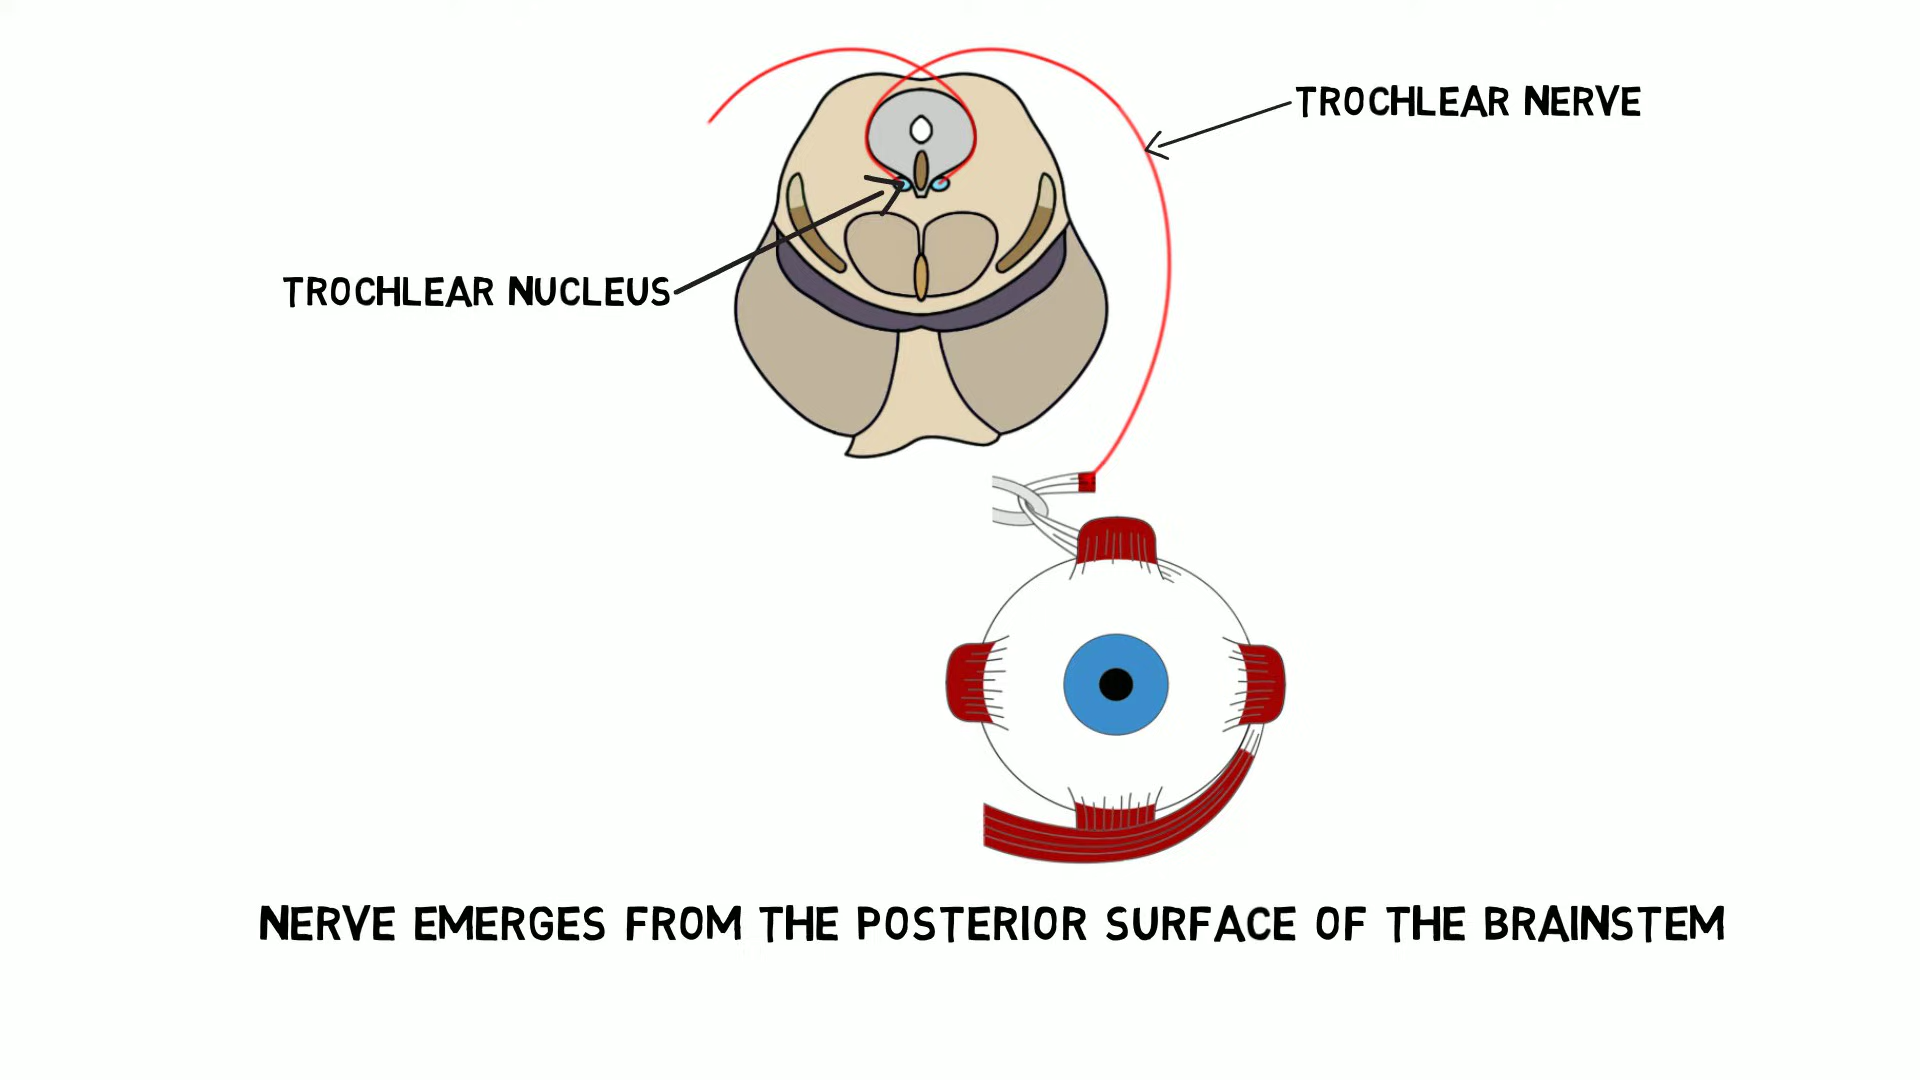 TROCHLEAR NERVE
TROCHLEAR NUCLEUS
NERVE EMERGES FROM THE POSTERIOR SURFACE OF THE BRAINSTEM